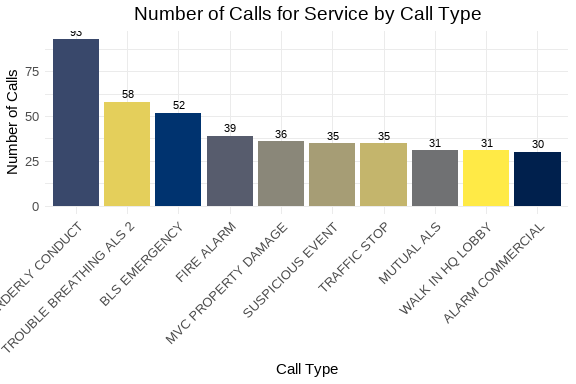 Number of Calls for Service by Call Type
Number of Calls
75
50
25
0
93
58
52
39
36
35
35
31
31
30
RDERLY CONDUCT
TROUBLE BREATHING ALS 2
BLS EMERGENCY
FIRE ALARM
MVC PROPERTY DAMAGE
SUSPICIOUS EVENT
TRAFFIC STOP
MUTUAL ALS
WALK IN HQ LOBBY
ALARM COMMERCIAL
Call Type